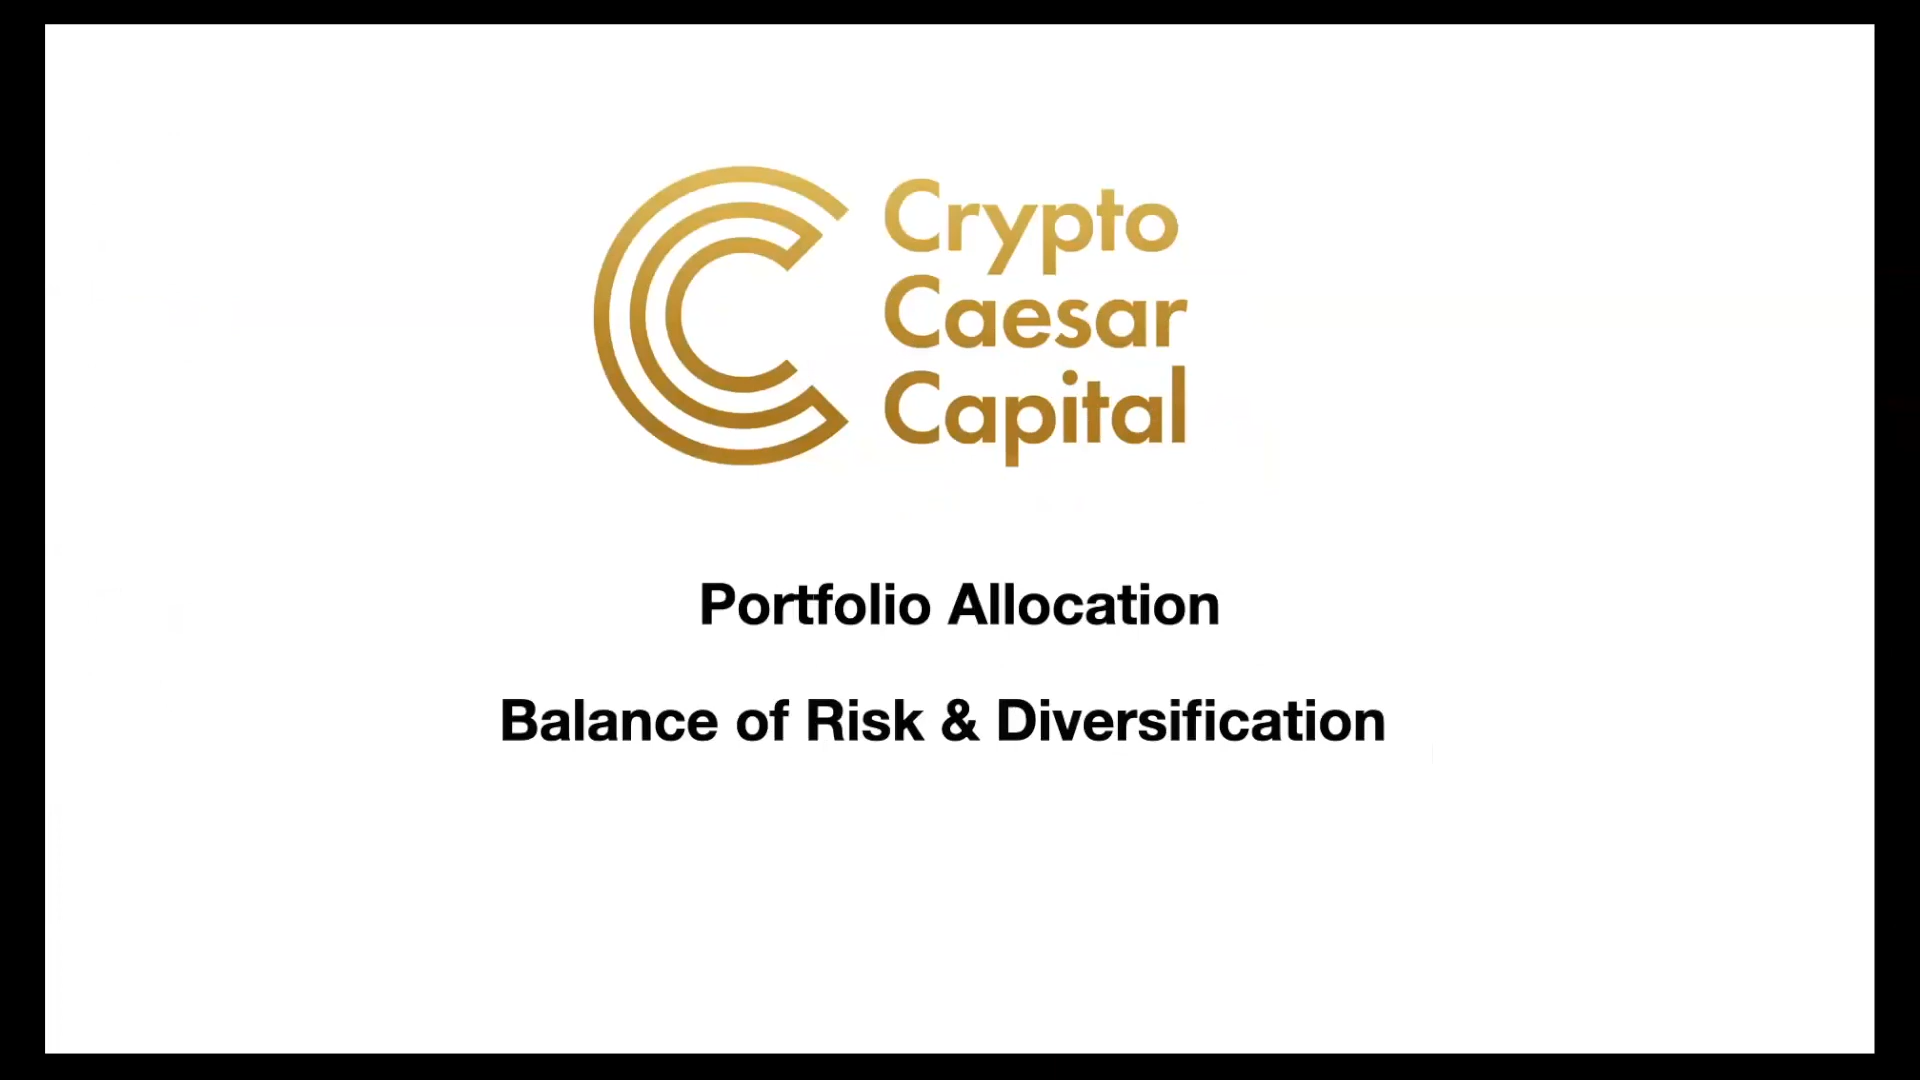 Crypto
Caesar
Capital
Portfolio Allocation
Balance of Risk & Diversification